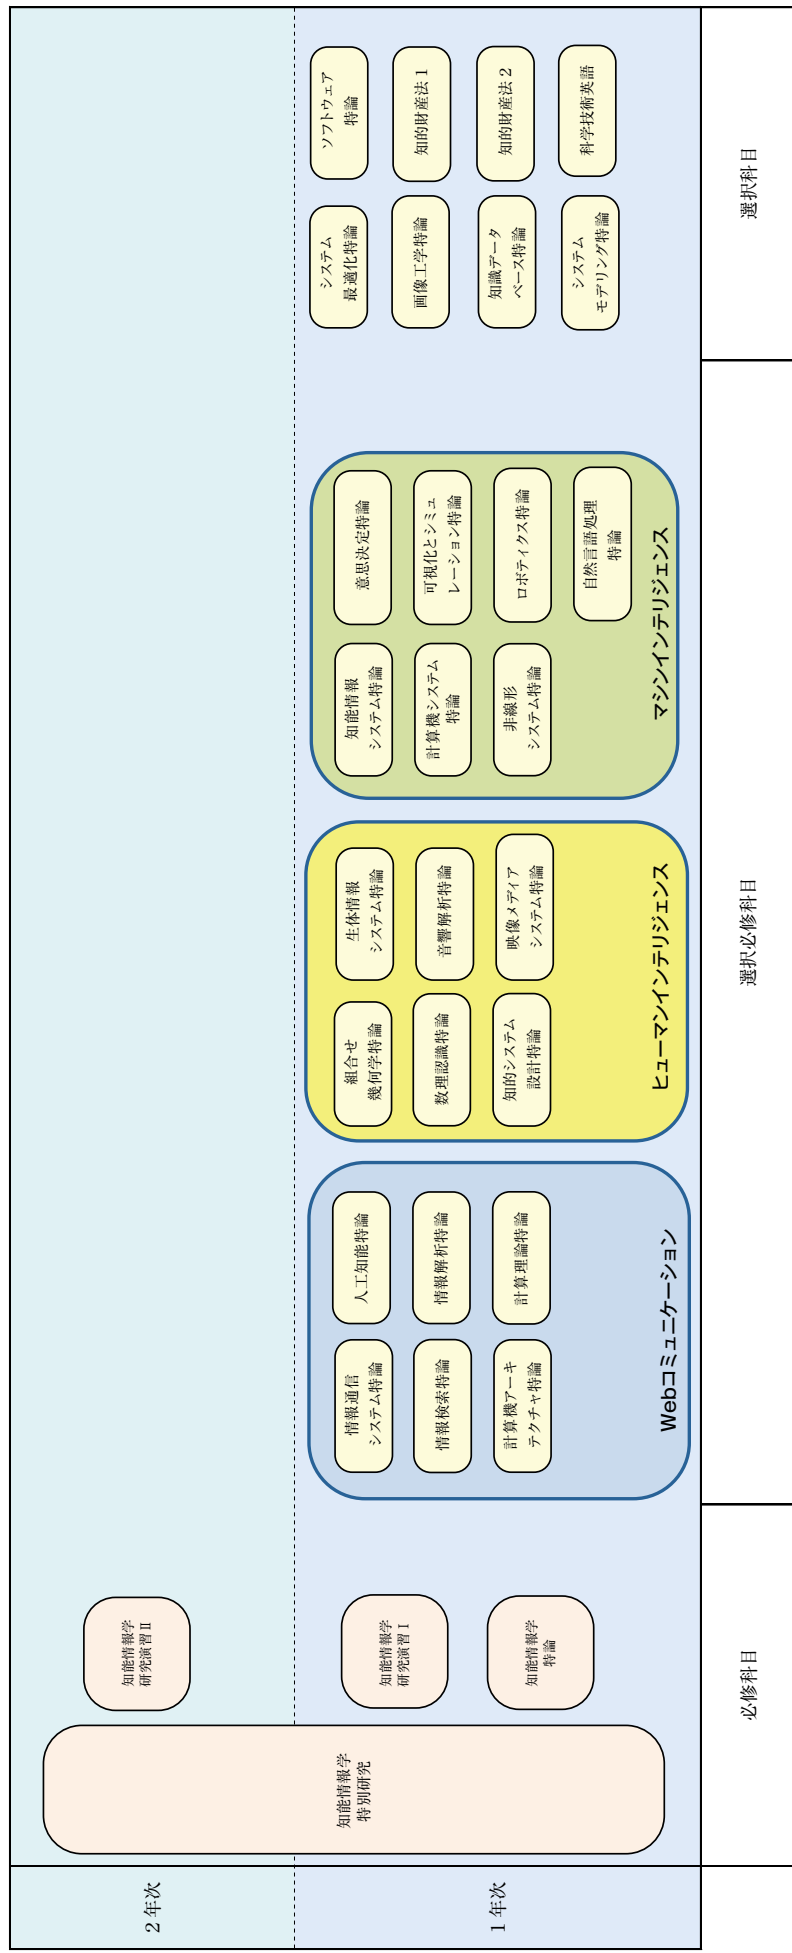 2年次
1年次
知能情報学
特別研究
知能情報学
研究演習Ⅱ
知能情報学
研究演習Ⅰ
知能情報学
特論
必修科目
情報通信
システム特論
人工知能特論
情報検索特論
情報解析特論
計算機アーキ
テクチャ特論
計算理論特論
Webコミュニケーション
組合せ
幾何学特論
生体情報
システム特論
数理認識特論
音響解析特論
知的システム
設計特論
映像メディア
システム特論
ヒューマンインテリジェンス
知能情報
システム特論
意思決定特論
計算機システム
特論
可視化とシミュ
レーション特論
非線形
システム特論
ロボティクス特論
自然言語処理
特論
マシンインテリジェンス
選択必修科目
システム
最適化特論
ソフトウェア
特論
画像工学特論
知的財産法1
知識データ
ベース特論
知的財産法2
システム
モデリング特論
科学技術英語
選択科目